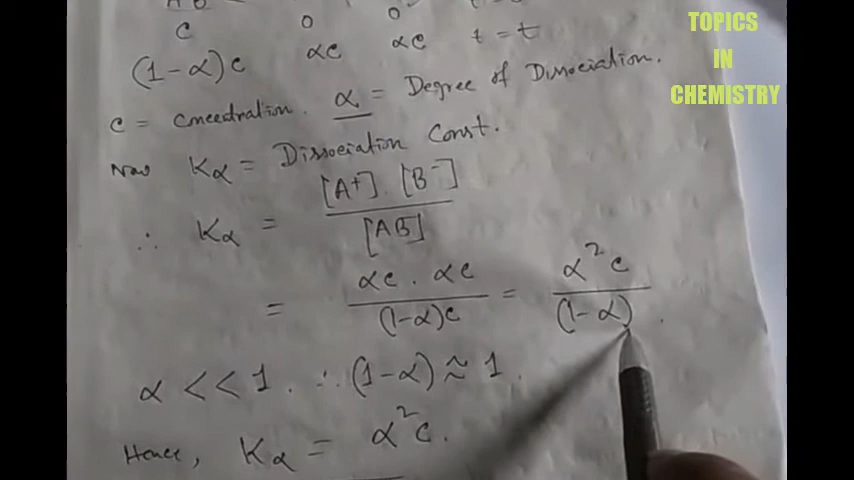 A B
C 0 0
(1-α)c αc αc t = t
c = concentration. α = Degree of Dissociation.
Now Kα = Dissociation Const.
∴ Kα = [A⁺] . [B⁻] / [AB]
= αc . αc / (1-α)c = α²c / (1-α) .
α << 1. ∴ (1-α) ≈ 1.
Hence, Kα = α²c.
TOPICS
IN
CHEMISTRY